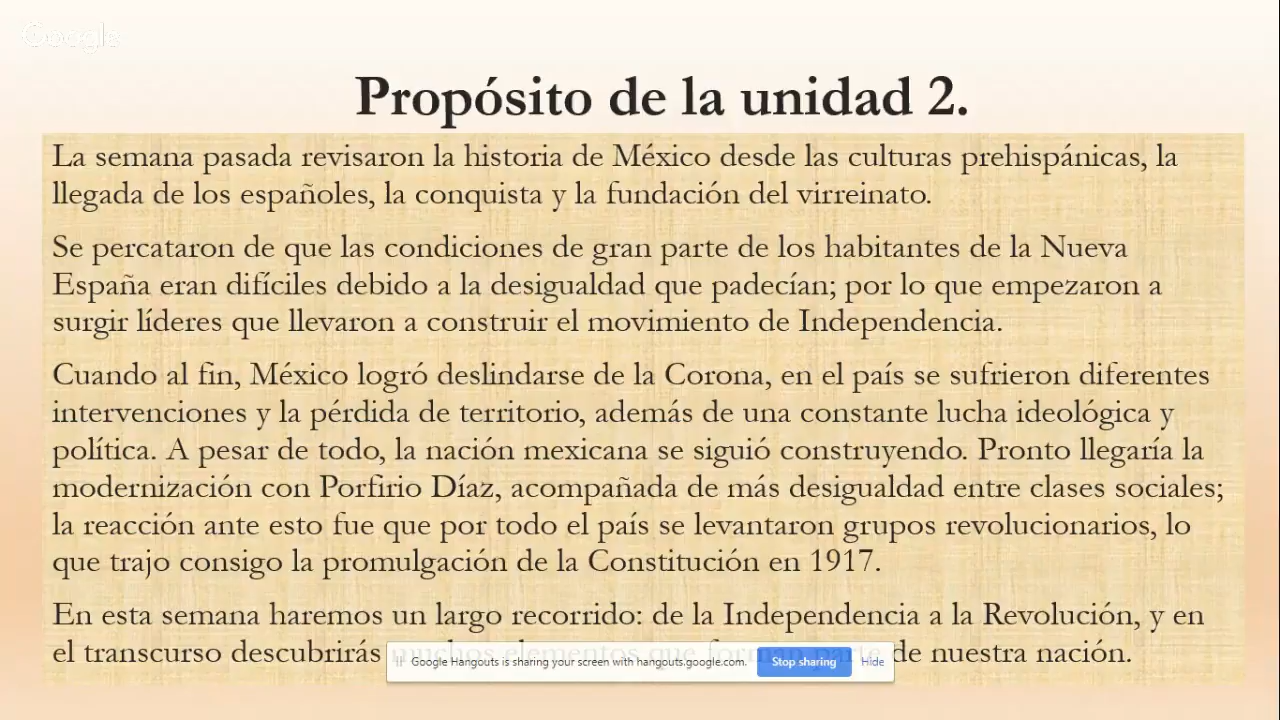 Google
Propósito de la unidad 2.
La semana pasada revisaron la historia de México desde las culturas prehispánicas, la
llegada de los españoles, la conquista y la fundación del virreinato.
Se percataron de que las condiciones de gran parte de los habitantes de la Nueva
España eran difíciles debido a la desigualdad que padecían; por lo que empezaron a
surgir líderes que llevaron a construir el movimiento de Independencia.
Cuando al fin, México logró deslindarse de la Corona, en el país se sufrieron diferentes
intervenciones y la pérdida de territorio, además de una constante lucha ideológica y
política. A pesar de todo, la nación mexicana se siguió construyendo. Pronto llegaría la
modernización con Porfirio Díaz, acompañada de más desigualdad entre clases sociales;
la reacción ante esto fue que por todo el país se levantaron grupos revolucionarios, lo
que trajo consigo la promulgación de la Constitución en 1917.
En esta semana haremos un largo recorrido: de la Independencia a la Revolución, y en
el transcurso descubrirás muchos elementos que forman parte de nuestra nación.
Google Hangouts is sharing your screen with hangouts.google.com. Stop sharing Hide